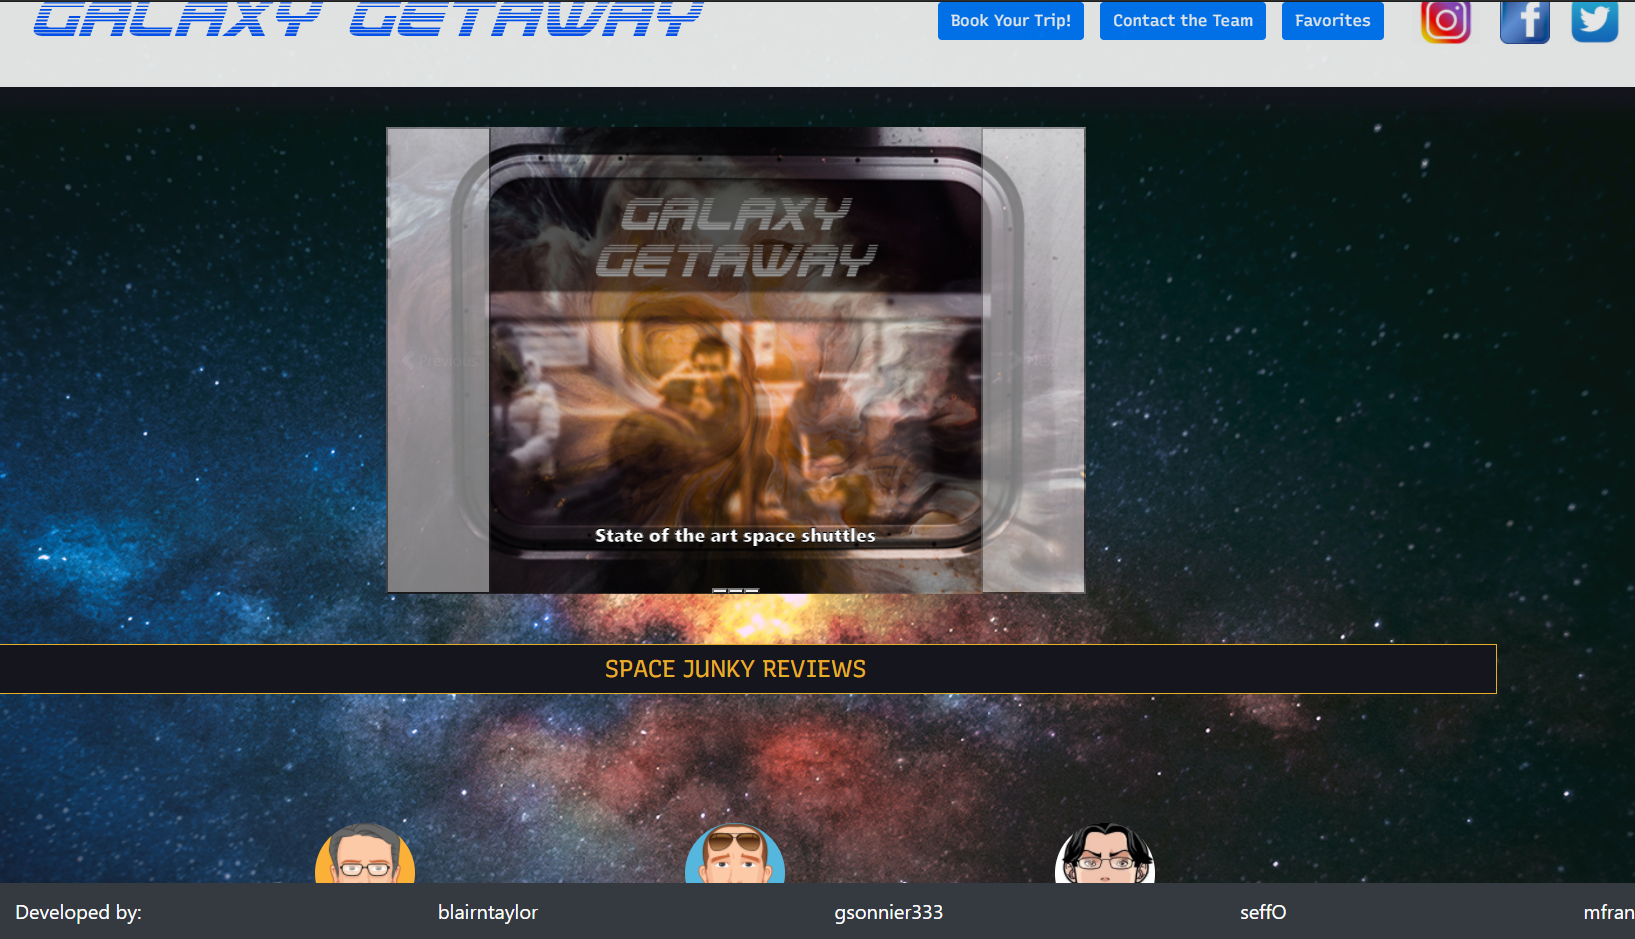 GALAXY GETAWAY
Book Your Trip!
Contact the Team
Favorites
GALAXY
GETAWAY
Previous
State of the art space shuttles
SPACE JUNKY REVIEWS
Developed by:
blairntaylor
gsonnier333
seffO
mfran